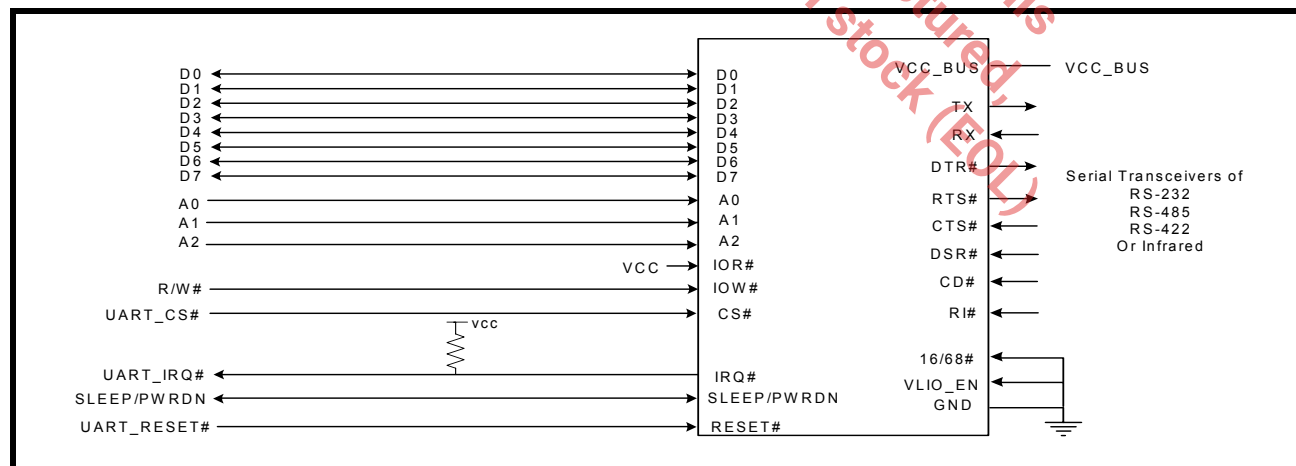 his
ctured,
stock (EOL)
D0
D1
D2
D3
D4
D5
D6
D7
A0
A1
A2
VCC
R/W#
UART_CS#
vcc
UART_IRQ#
SLEEP/PWRDN
UART_RESET#
D0
D1
D2
D3
D4
D5
D6
D7
A0
A1
A2
IOR#
IOW#
CS#
IRQ#
SLEEP/PWRDN
RESET#
VCC_BUS
TX
RX
DTR#
RTS#
CTS#
DSR#
CD#
RI#
16/68#
VLIO_EN
GND
VCC_BUS
Serial Transceivers of
RS-232
RS-485
RS-422
Or Infrared